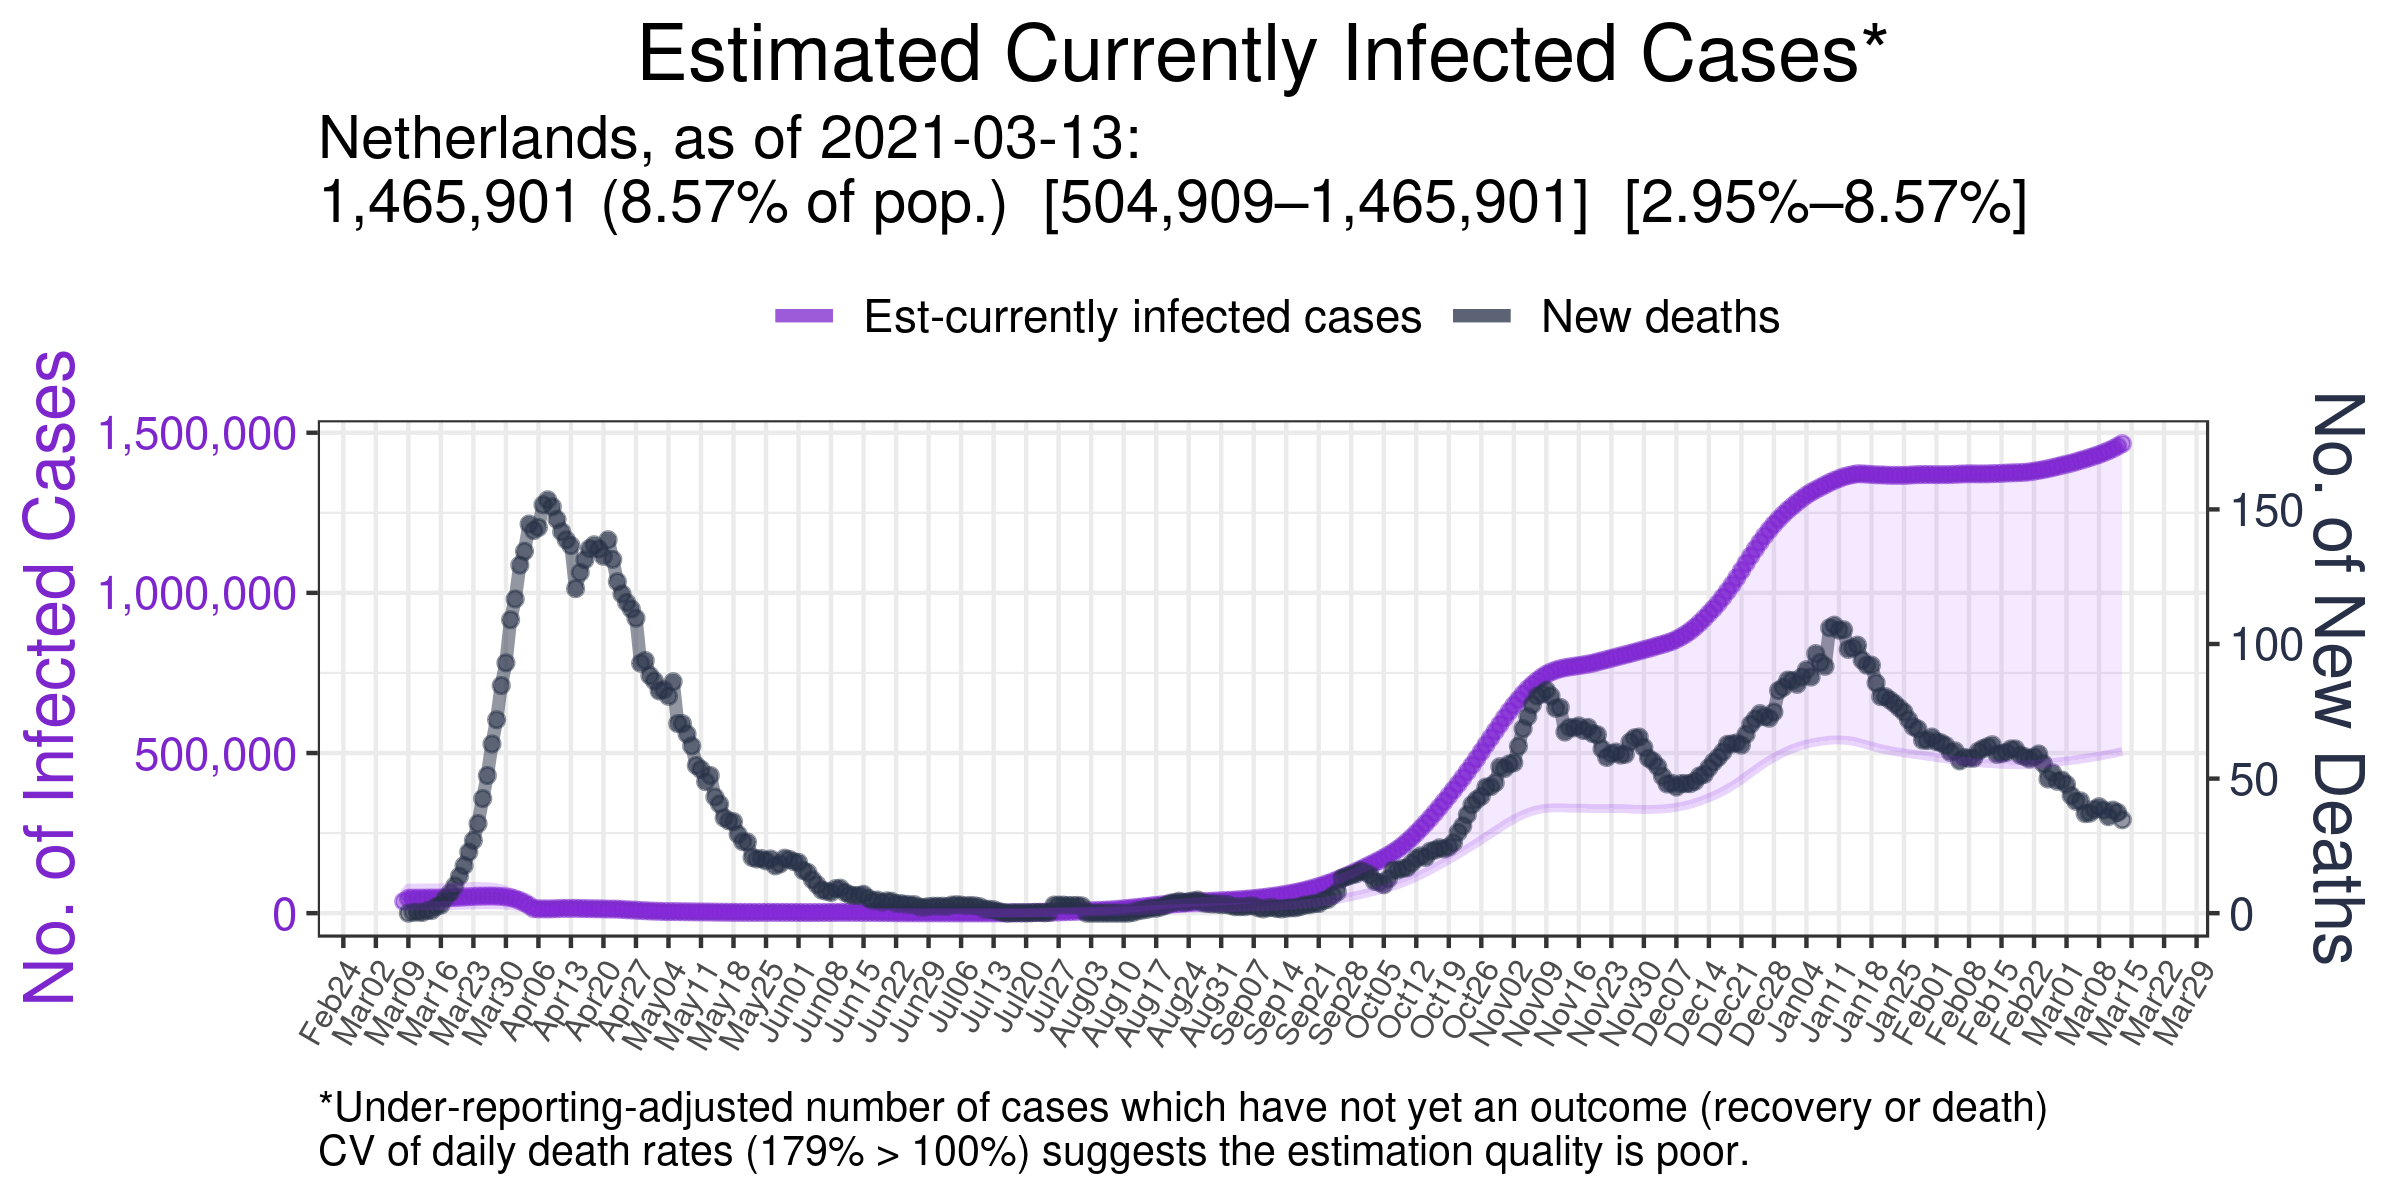 Estimated Currently Infected Cases*
Netherlands, as of 2021-03-13:
1,465,901 (8.57% of pop.)  [504,909–1,465,901]  [2.95%–8.57%]
Est-currently infected cases
New deaths
No. of Infected Cases
1,500,000
1,000,000
500,000
0
No. of New Deaths
150
100
50
0
Feb24
Mar02
Mar09
Mar16
Mar23
Mar30
Apr06
Apr13
Apr20
Apr27
May04
May11
May18
May25
Jun01
Jun08
Jun15
Jun22
Jun29
Jul06
Jul13
Jul20
Jul27
Aug03
Aug10
Aug17
Aug24
Aug31
Sep07
Sep14
Sep21
Sep28
Oct05
Oct12
Oct19
Oct26
Nov02
Nov09
Nov16
Nov23
Nov30
Dec07
Dec14
Dec21
Dec28
Jan04
Jan11
Jan18
Jan25
Feb01
Feb08
Feb15
Feb22
Mar01
Mar08
Mar15
Mar22
Mar29
*Under-reporting-adjusted number of cases which have not yet an outcome (recovery or death)
CV of daily death rates (179% > 100%) suggests the estimation quality is poor.